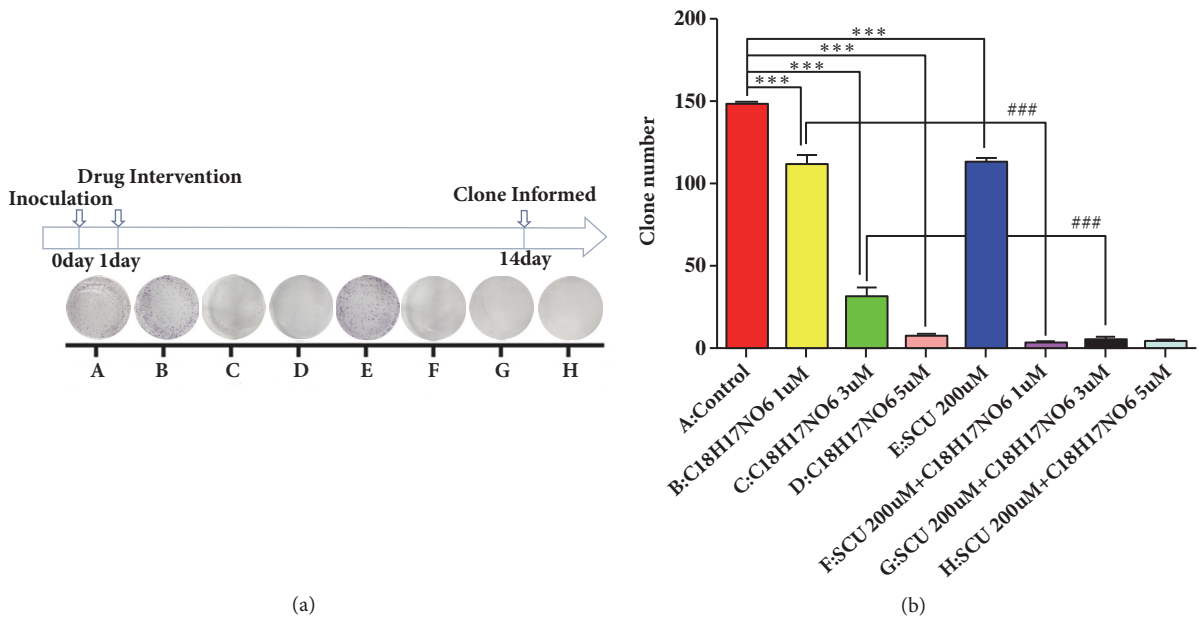 Drug Intervention
Inoculation
Clone Informed
0day 1day
14day
A B C D E F G H
(a)
200
150
100
50
0
Clone number
***
***
***
***
###
###
A:Control
B:C18H17NO6 1uM
C:C18H17NO6 3uM
D:C18H17NO6 5uM
E:SCU 200uM
F:SCU 200uM+C18H17NO6 1uM
G:SCU 200uM+C18H17NO6 3uM
H:SCU 200uM+C18H17NO6 5uM
(b)